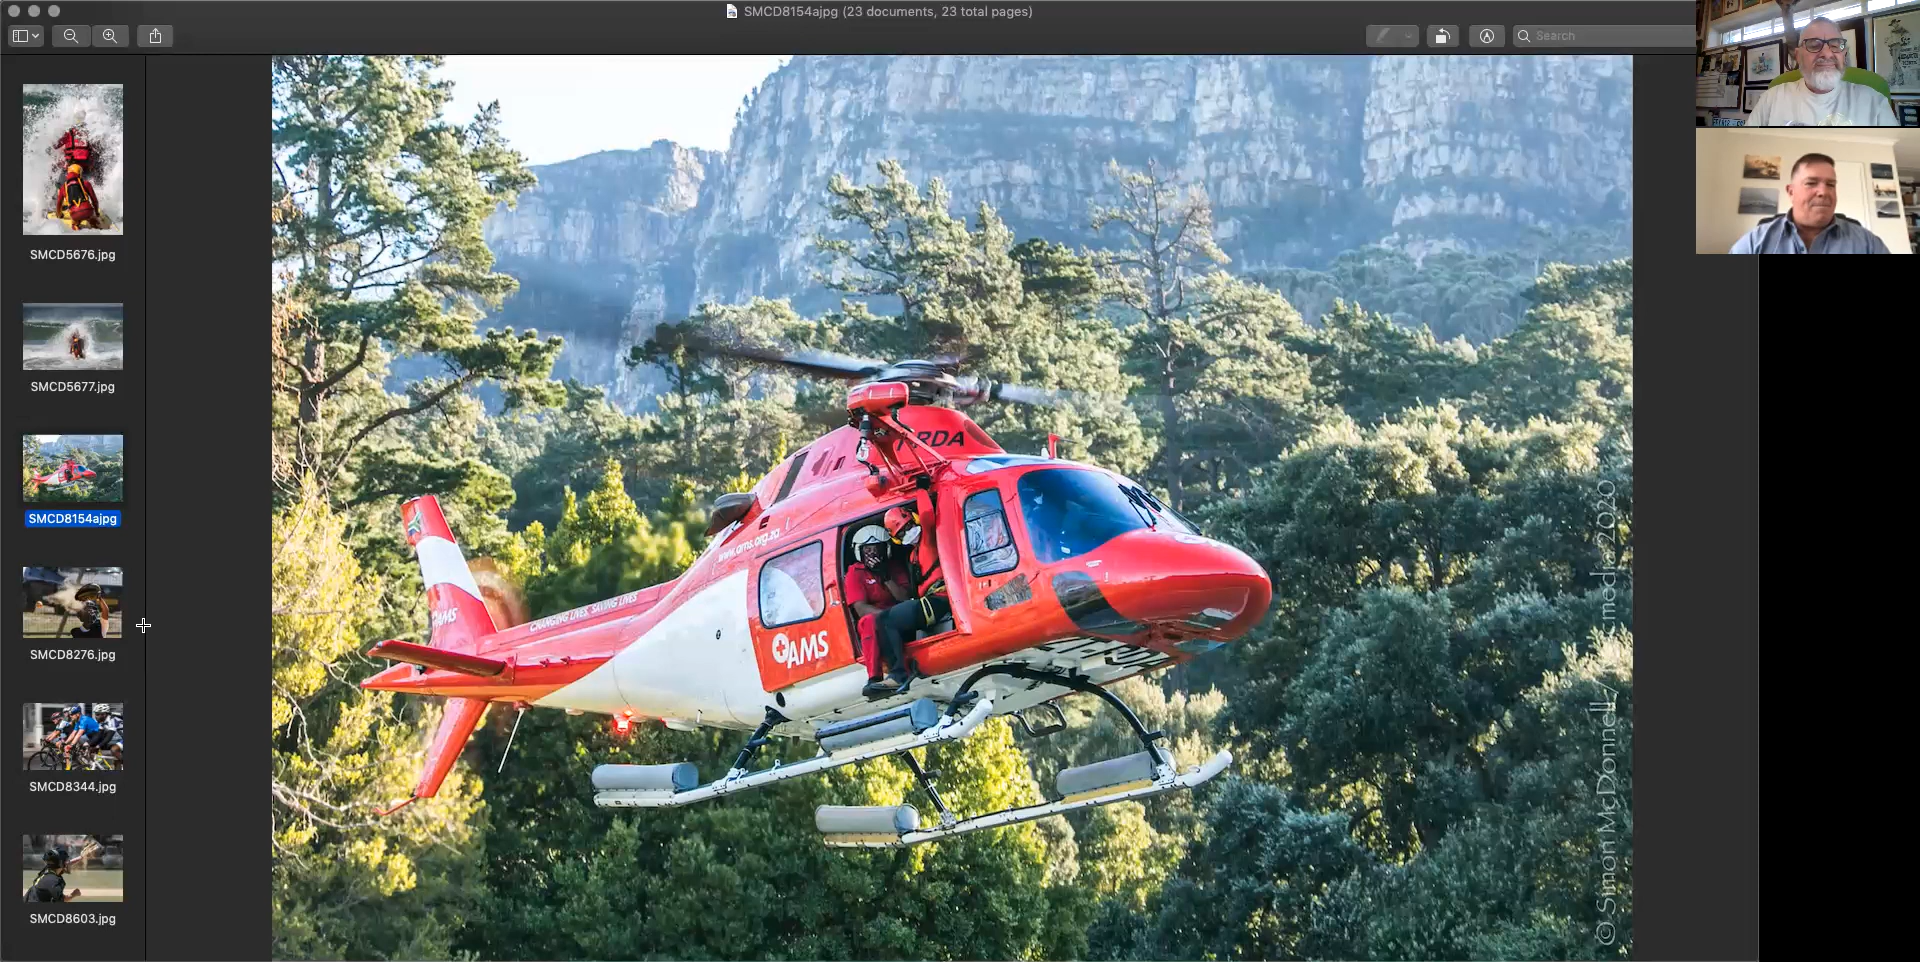 SMCD8154ajpg (23 documents, 23 total pages)
Search
SMCD5676.jpg
SMCD5677.jpg
SMCD8154ajpg
SMCD8276.jpg
SMCD8344.jpg
SMCD8603.jpg
RDA
www.ams.org.za
CHANGING LIVES, SAVING LIVES
AMS
AMS
© Simon McDonnell / media 2020